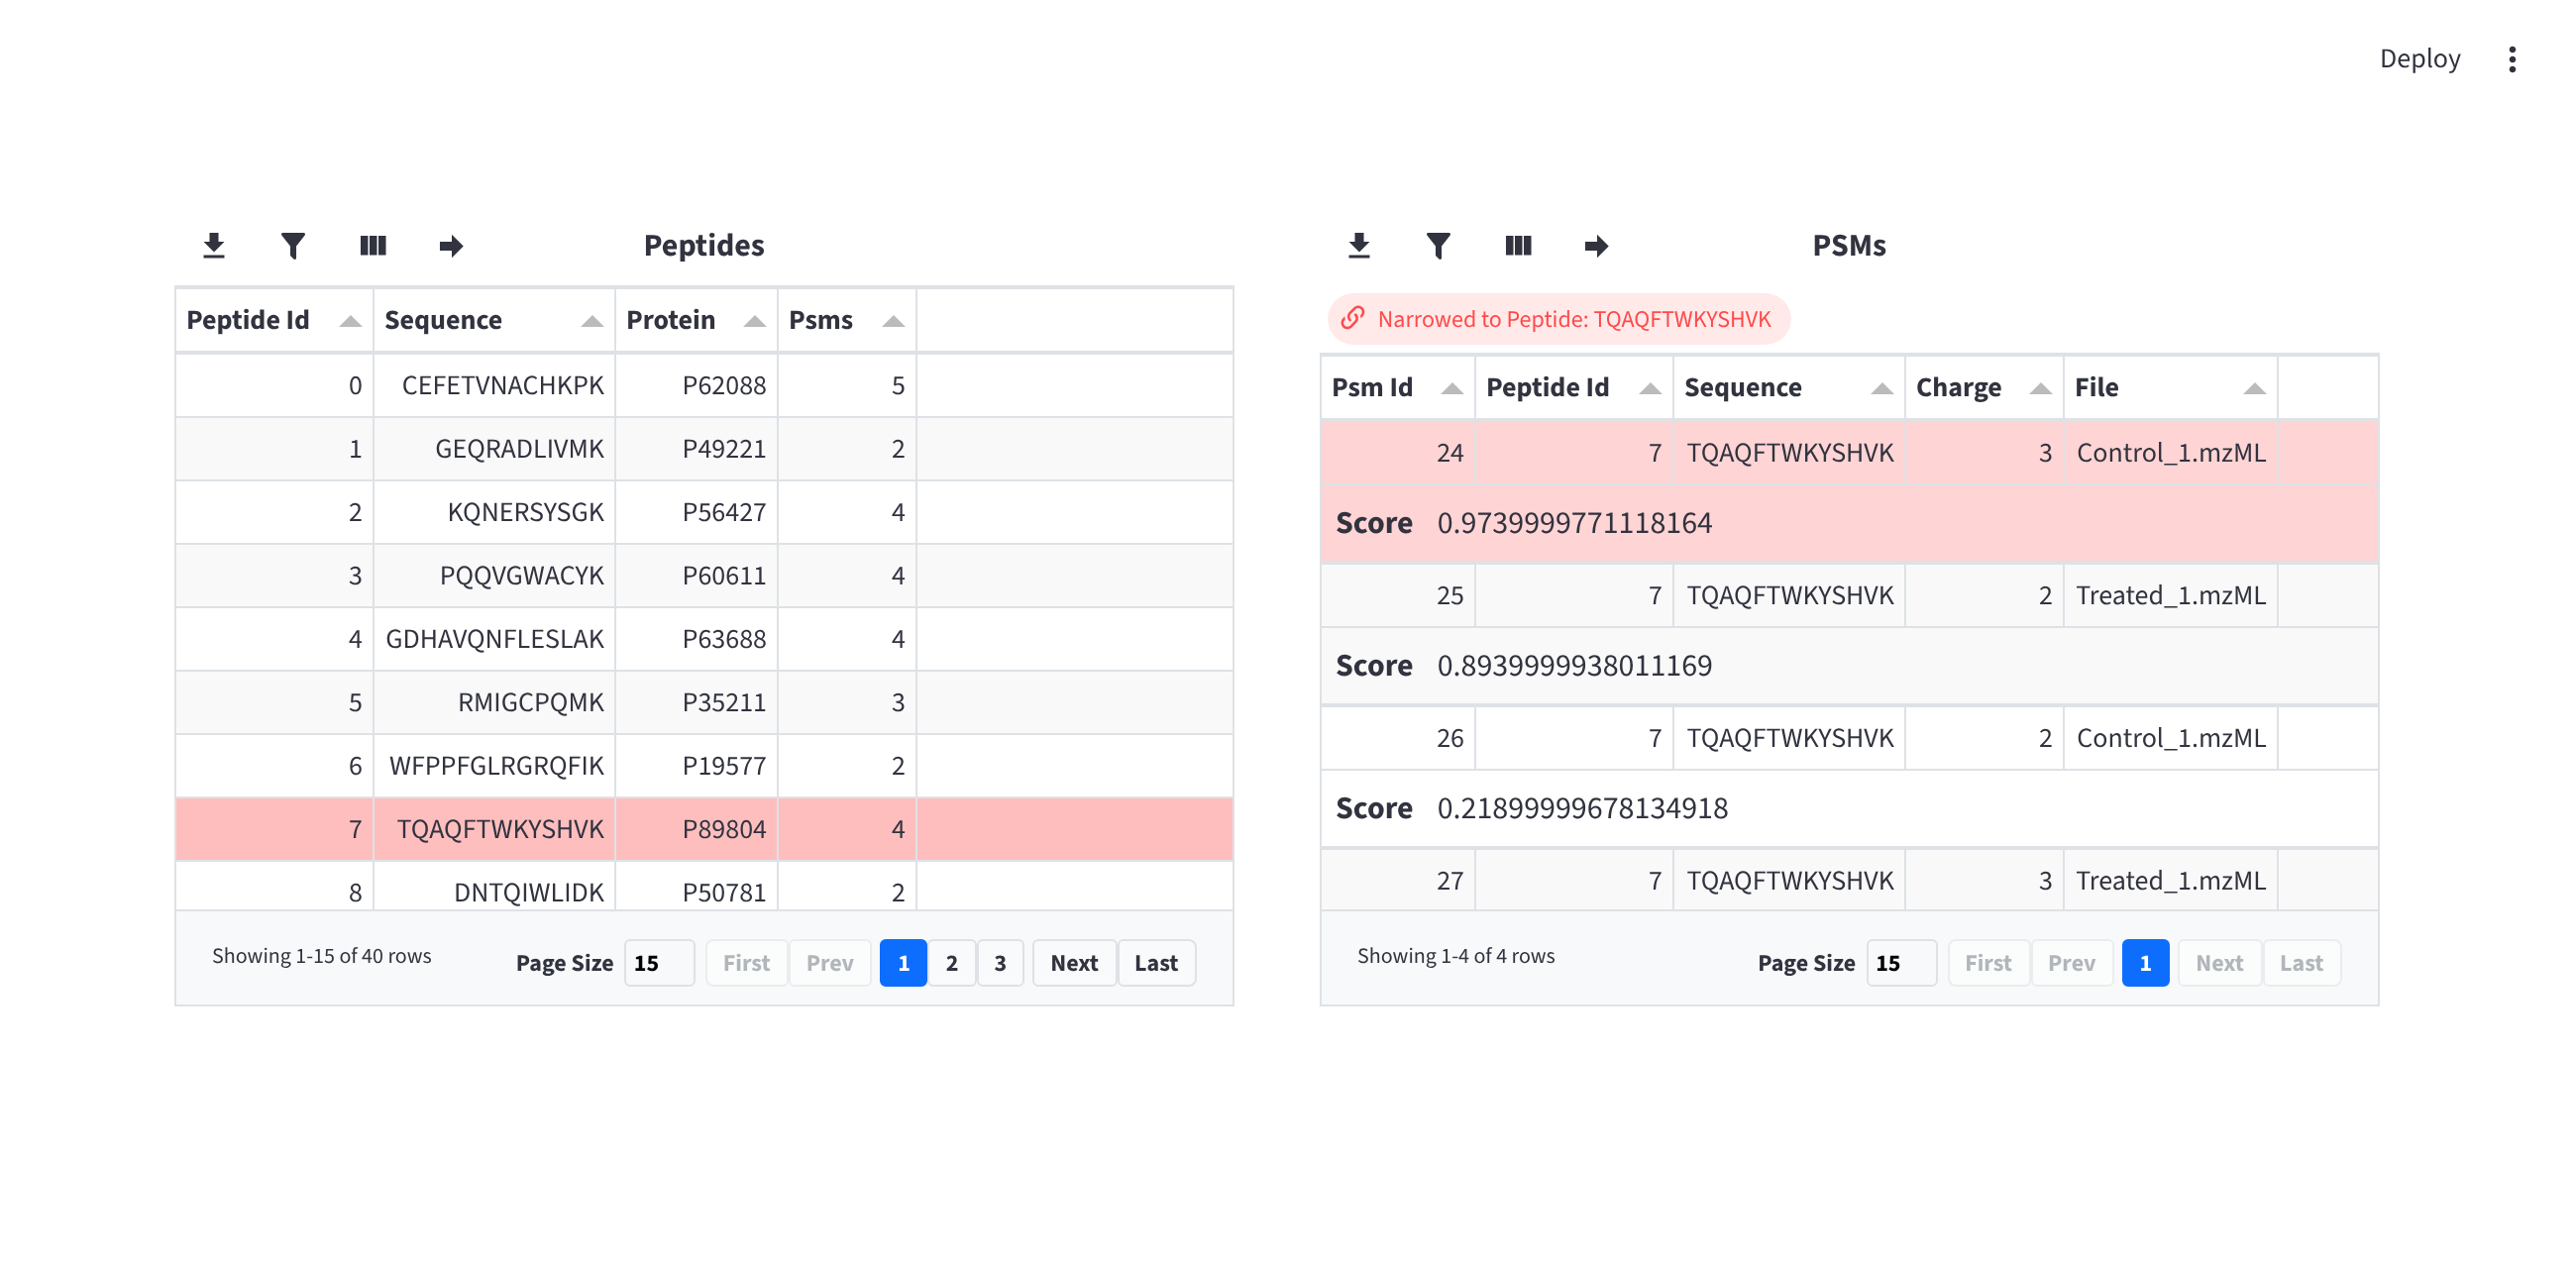 Deploy
Peptides
Peptide Id Sequence Protein Psms
0 CEFETVNACHKPK P62088 5
1 GEQRADLIVMK P49221 2
2 KQNERSYSGK P56427 4
3 PQQVGWACYK P60611 4
4 GDHAVQNFLESLAK P63688 4
5 RMIGCPQMK P35211 3
6 WFPPFGLRGRQFIK P19577 2
7 TQAQFTWKYSHVK P89804 4
8 DNTQIWLIDK P50781 2
Showing 1-15 of 40 rows Page Size 15 First Prev 1 2 3 Next Last
PSMs
Narrowed to Peptide: TQAQFTWKYSHVK
Psm Id Peptide Id Sequence Charge File
24 7 TQAQFTWKYSHVK 3 Control_1.mzML
Score 0.9739999771118164
25 7 TQAQFTWKYSHVK 2 Treated_1.mzML
Score 0.8939999938011169
26 7 TQAQFTWKYSHVK 2 Control_1.mzML
Score 0.21899999678134918
27 7 TQAQFTWKYSHVK 3 Treated_1.mzML
Showing 1-4 of 4 rows Page Size 15 First Prev 1 Next Last